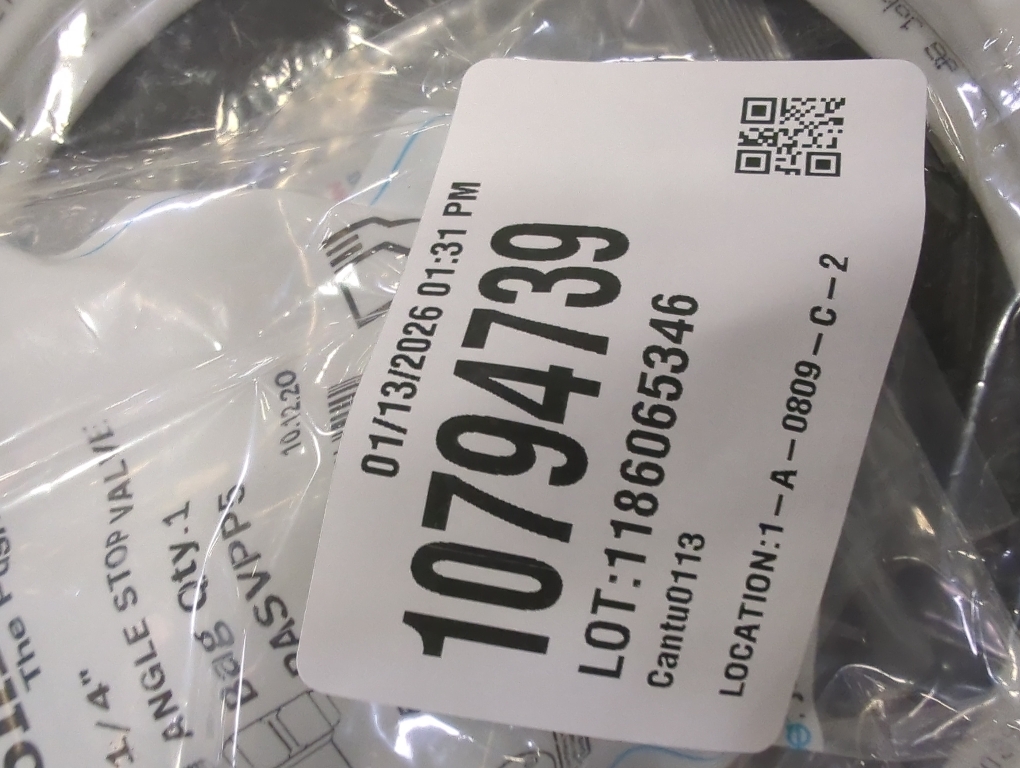 01/13/2026 01:31 PM
10794739
LOT:1186065346
Cantu0113
LOCATION:1-A-0809-C-2
The
1/4"
ANGLE STOP VALVE
Bag Qty.1
ASVPP5
10.12.20